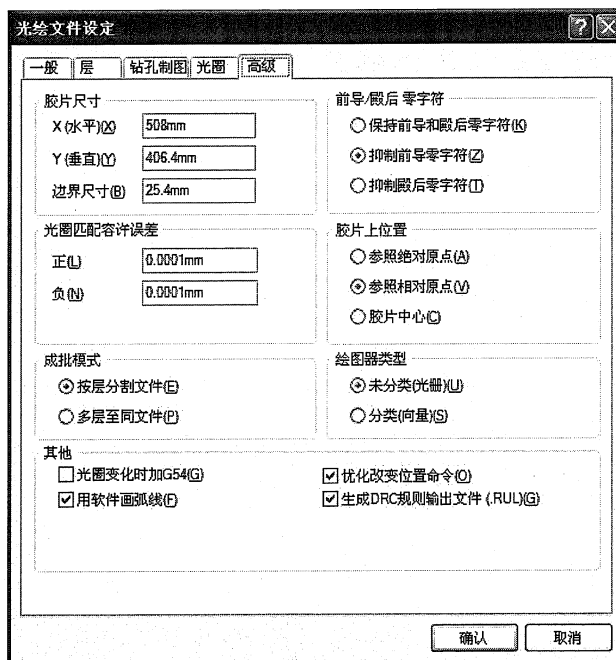 光绘文件设定
一般 层 钻孔制图 光圈 高级
胶片尺寸
X(水平)(X) 508mm
Y(垂直)(Y) 406.4mm
边界尺寸(B) 25.4mm
前导/殿后 零字符
保持前导和殿后零字符(K)
抑制前导零字符(Z)
抑制殿后零字符(T)
光圈匹配容许误差
正(L) 0.0001mm
负(N) 0.0001mm
胶片上位置
参照绝对原点(A)
参照相对原点(V)
胶片中心(C)
成批模式
按层分割文件(E)
多层至同文件(P)
绘图器类型
未分类(光栅)(U)
分类(向量)(S)
其他
光圈变化时加G54(G)
用软件画弧线(F)
优化改变位置命令(O)
生成DRC规则输出文件 (.RUL)(G)
确认 取消